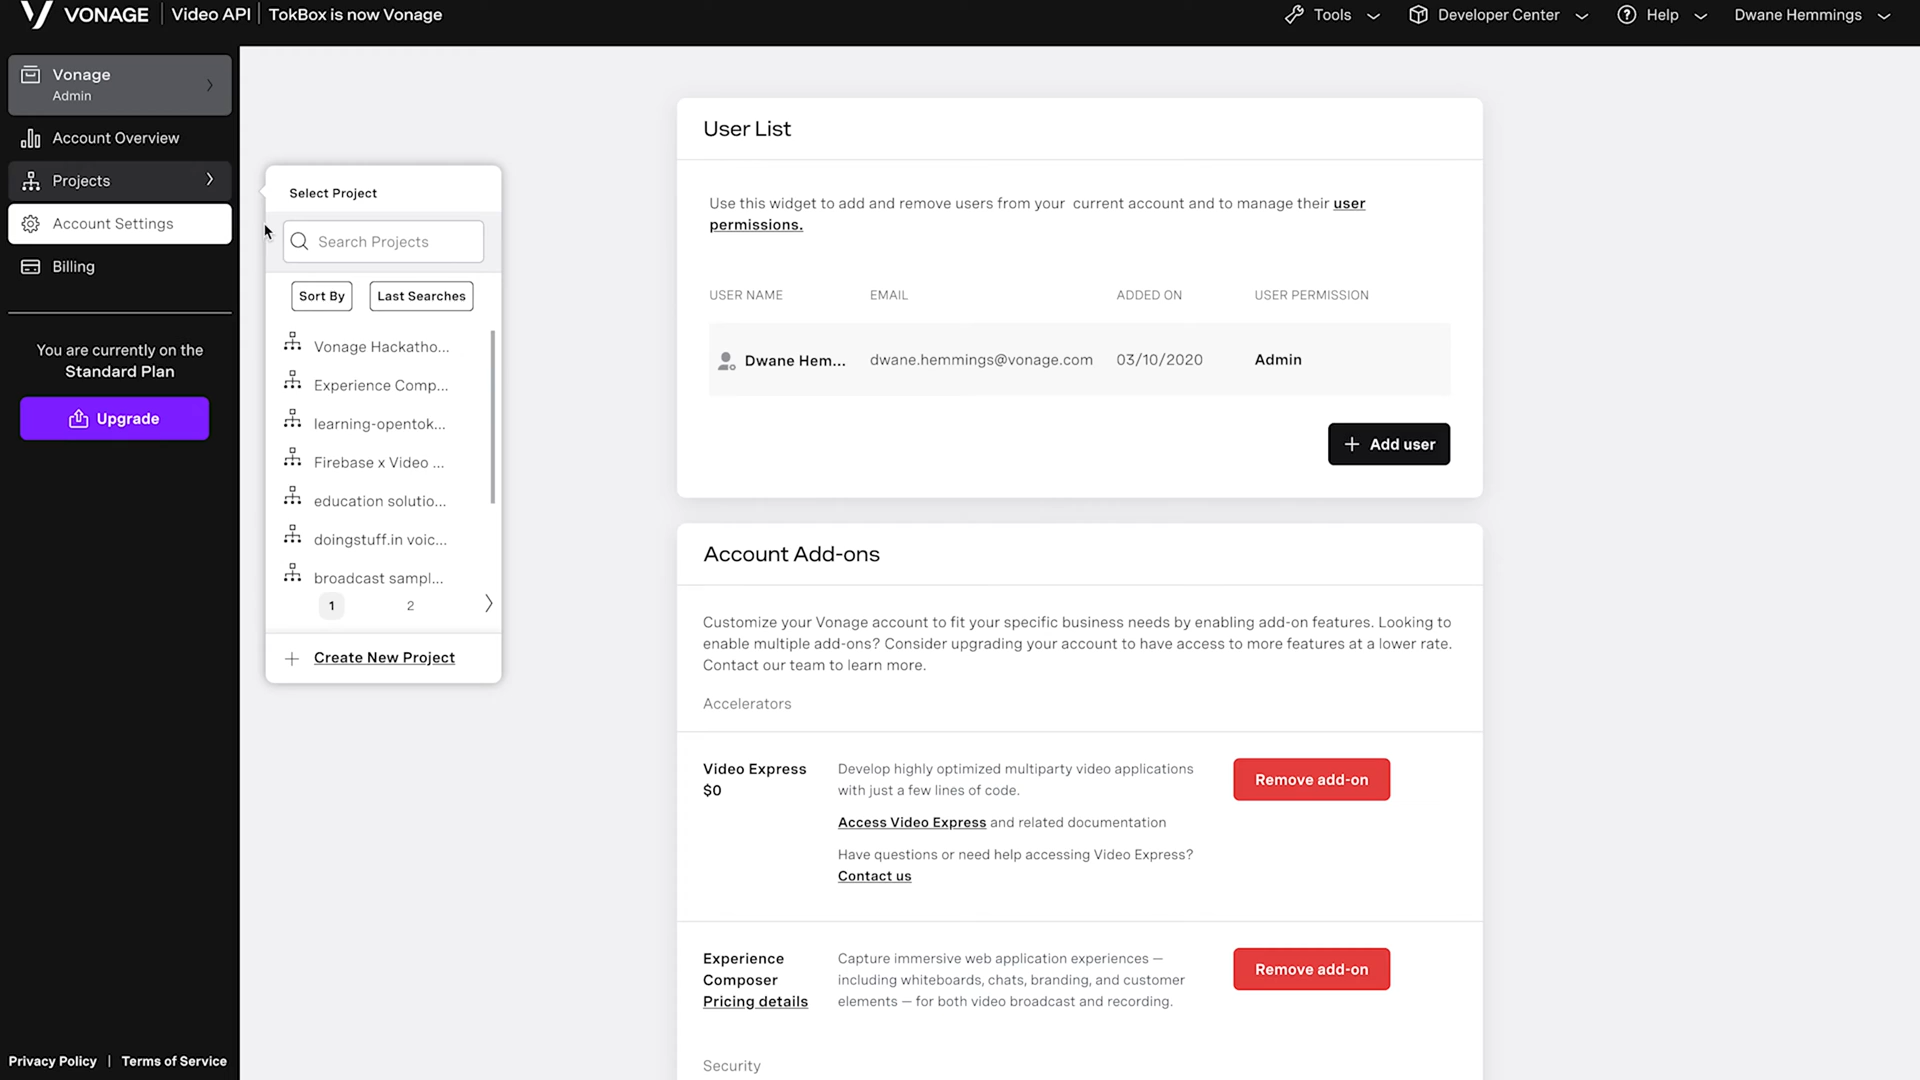 VONAGE | Video API | TokBox is now Vonage
Tools
Developer Center
Help
Dwane Hemmings
Vonage
Admin
Account Overview
Projects
Account Settings
Billing
You are currently on the
Standard Plan
Upgrade
Privacy Policy | Terms of Service
Select Project
Search Projects
Sort By
Last Searches
Vonage Hackatho...
Experience Comp...
learning-opentok...
Firebase x Video ...
education solutio...
doingstuff.in voic...
broadcast sampl...
1 2
Create New Project
User List
Use this widget to add and remove users from your current account and to manage their user
permissions.
USER NAME EMAIL ADDED ON USER PERMISSION
Dwane Hem... dwane.hemmings@vonage.com 03/10/2020 Admin
Add user
Account Add-ons
Customize your Vonage account to fit your specific business needs by enabling add-on features. Looking to
enable multiple add-ons? Consider upgrading your account to have access to more features at a lower rate.
Contact our team to learn more.
Accelerators
Video Express
$0
Develop highly optimized multiparty video applications
with just a few lines of code.
Access Video Express and related documentation
Have questions or need help accessing Video Express?
Contact us
Remove add-on
Experience
Composer
Pricing details
Capture immersive web application experiences —
including whiteboards, chats, branding, and customer
elements — for both video broadcast and recording.
Remove add-on
Security